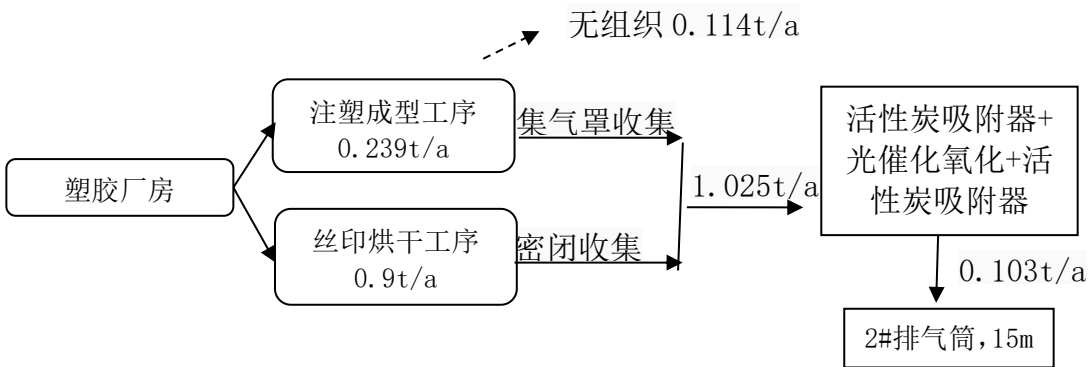 无组织 0.114t/a
注塑成型工序
0.239t/a
集气罩收集
塑胶厂房
丝印烘干工序
0.9t/a
密闭收集
1.025t/a
活性炭吸附器+
光催化氧化+活
性炭吸附器
0.103t/a
2#排气筒,15m